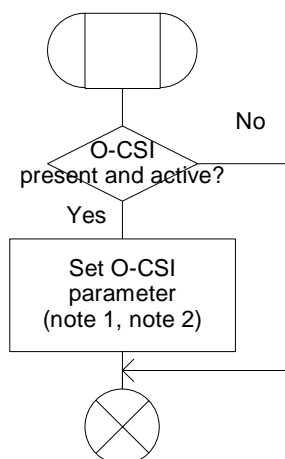 No
O-CSI
present and active?
Yes
Set O-CSI
parameter
(note 1, note 2)